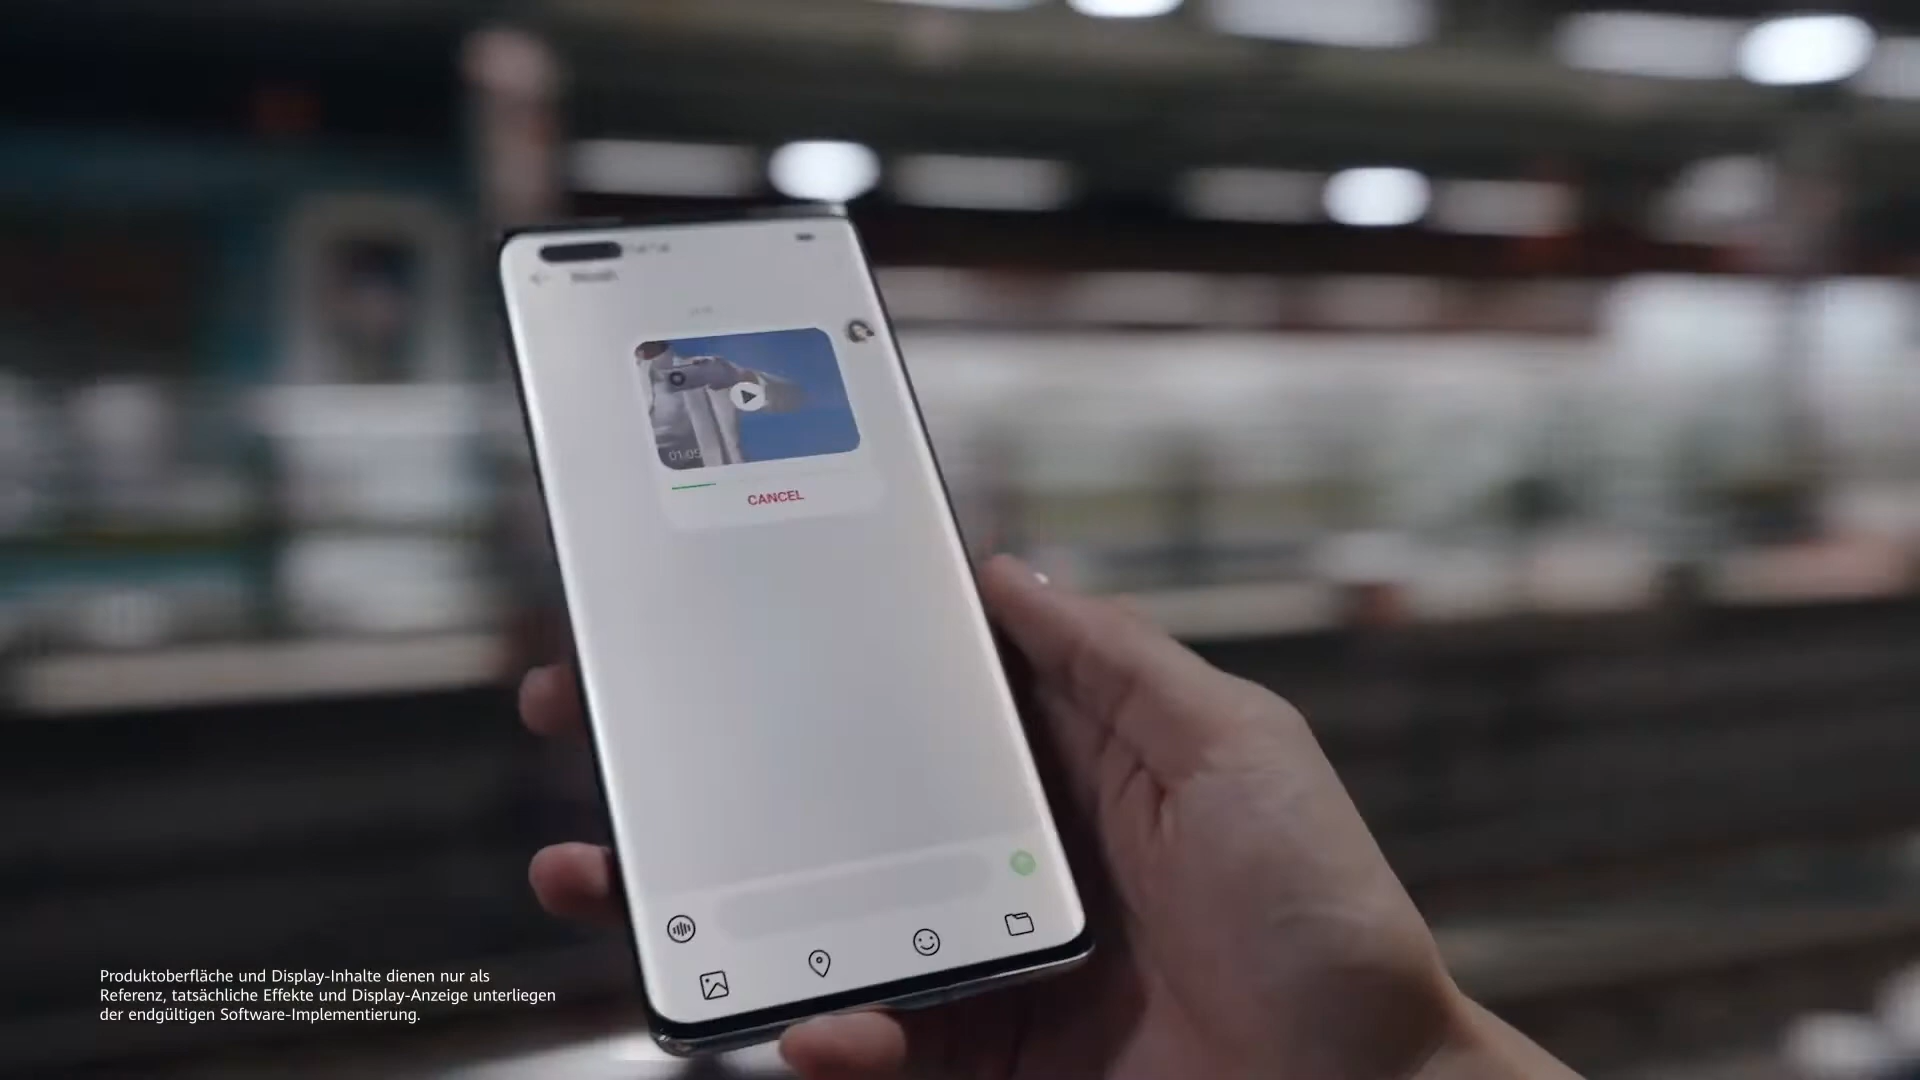 01:05
CANCEL
Produktoberfläche und Display-Inhalte dienen nur als
Referenz, tatsächliche Effekte und Display-Anzeige unterliegen
der endgültigen Software-Implementierung.